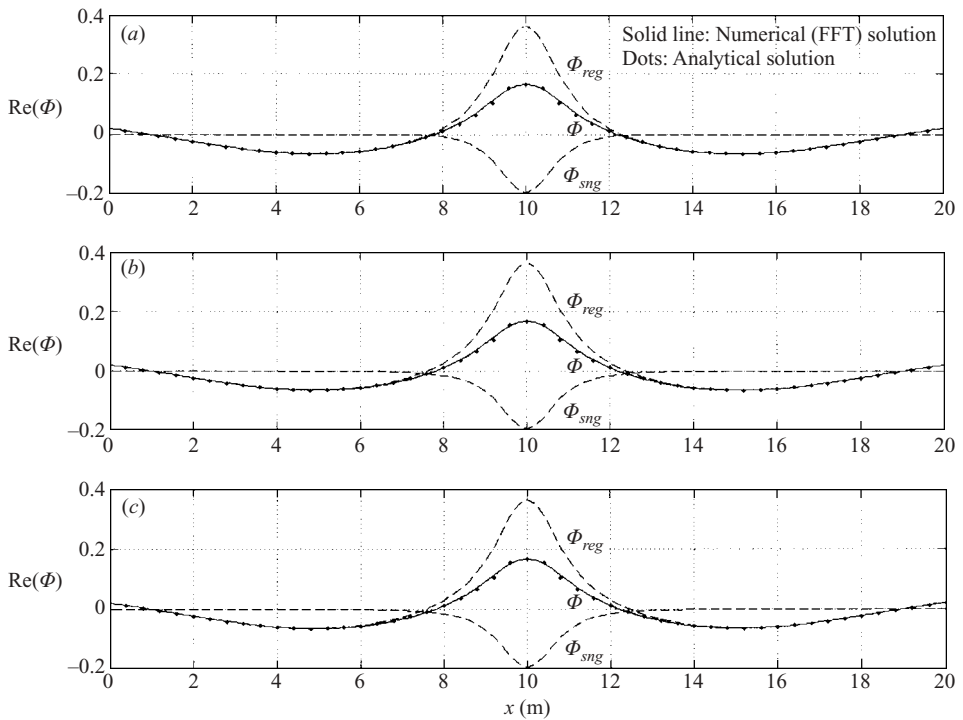 (a)
Solid line: Numerical (FFT) solution
Dots: Analytical solution
0.4
0.2
0
–0.2
Re(Φ)
Φreg
Φ
Φsng
0 2 4 6 8 10 12 14 16 18 20
(b)
0.4
0.2
0
–0.2
Re(Φ)
Φreg
Φ
Φsng
0 2 4 6 8 10 12 14 16 18 20
(c)
0.4
0.2
0
–0.2
Re(Φ)
Φreg
Φ
Φsng
0 2 4 6 8 10 12 14 16 18 20
x (m)